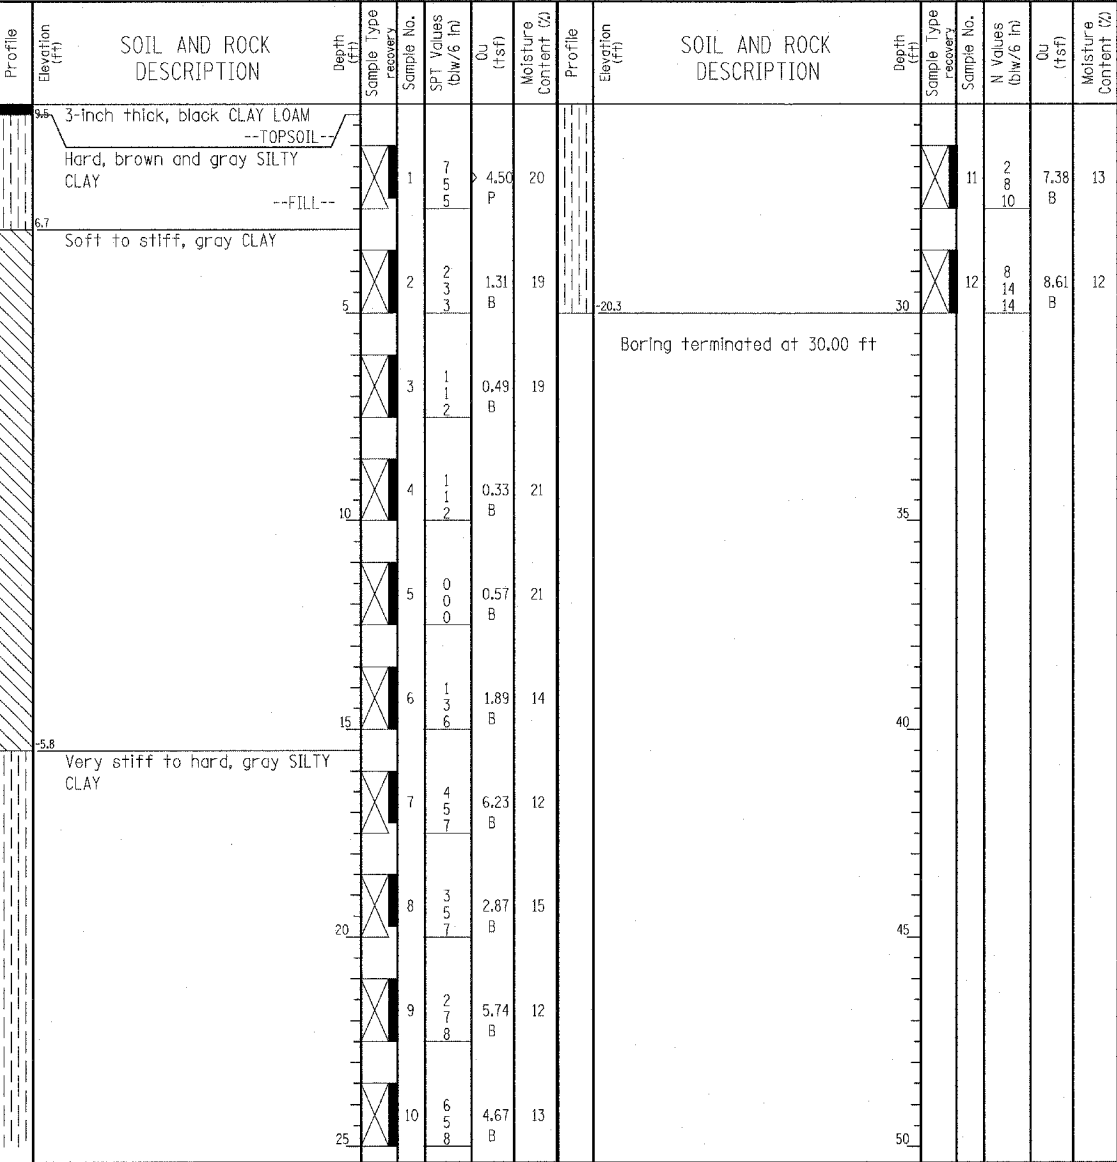 Profile
Elevation (ft)
SOIL AND ROCK
DESCRIPTION
Depth (ft)
Sample Type
recovery
Sample No.
SPT Values
(blw/6 in)
Qu
(tsf)
Moisture
Content (%)
Profile
Elevation (ft)
SOIL AND ROCK
DESCRIPTION
Depth (ft)
Sample Type
recovery
Sample No.
N Values
(blw/6 in)
Qu
(tsf)
Moisture
Content (%)
9.5 3-inch thick, black CLAY LOAM
--TOPSOIL--
Hard, brown and gray SILTY
CLAY
--FILL--
1 7 5 5 > 4.50 P 20
6.7
Soft to stiff, gray CLAY
2 2 3 3 1.31 B 19
5
3 1 1 2 0.49 B 19
4 1 1 2 0.33 B 21
10
5 0 0 0 0.57 B 21
6 1 3 6 1.89 B 14
15
-5.8
Very stiff to hard, gray SILTY
CLAY
7 4 5 7 6.23 B 12
8 3 5 7 2.87 B 15
20
9 2 7 8 5.74 B 12
10 6 5 8 4.67 B 13
25
11 2 8 10 7.38 B 13
12 8 14 14 8.61 B 12
-20.3
30
Boring terminated at 30.00 ft
35
40
45
50